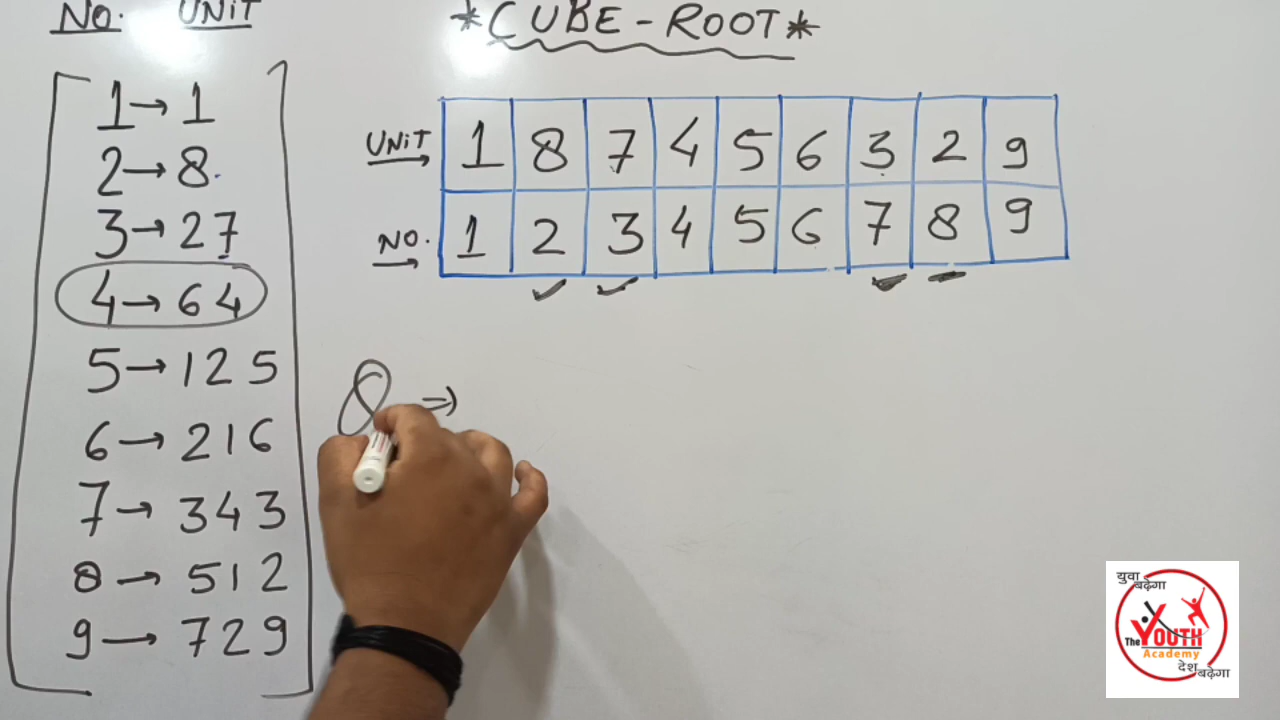 NO. UNiT
1→1
2→8.
3→27
4→64
5→125
6→216
7→343
8→512
9→729
*CUBE-ROOT*
UNiT → 1 8 7 4 5 6 3 2 9
NO. → 1 2 3 4 5 6 7 8 9
8 ⇒
युवा
बढ़ेगा
The YOUTH
Academy
देश
बढ़ेगा